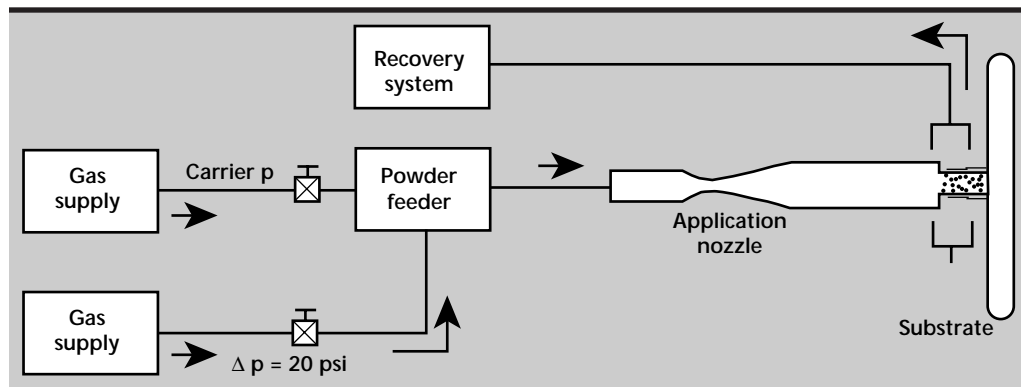 Recovery
system
Gas
supply
Carrier p
Powder
feeder
Application
nozzle
Gas
supply
Δ p = 20 psi
Substrate